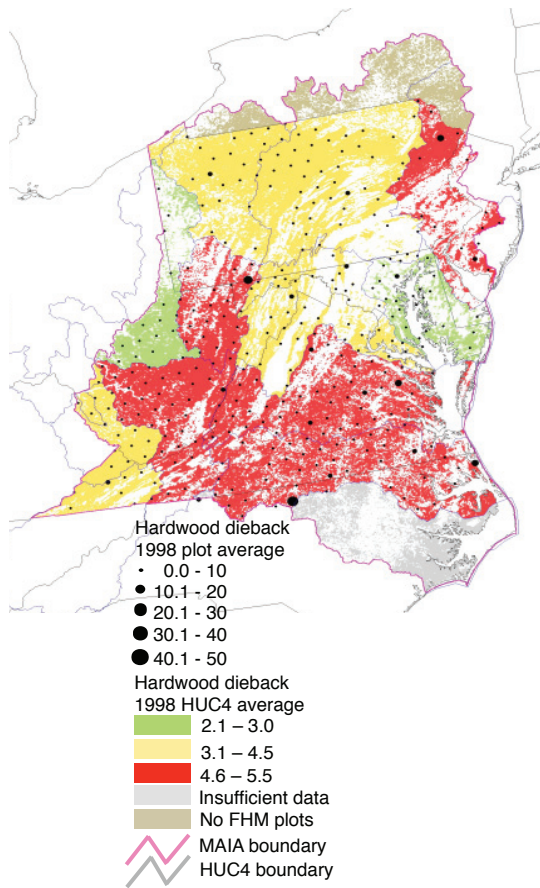 Hardwood dieback
1998 plot average
0.0 - 10
10.1 - 20
20.1 - 30
30.1 - 40
40.1 - 50
Hardwood dieback
1998 HUC4 average
2.1 – 3.0
3.1 – 4.5
4.6 – 5.5
Insufficient data
No FHM plots
MAIA boundary
HUC4 boundary